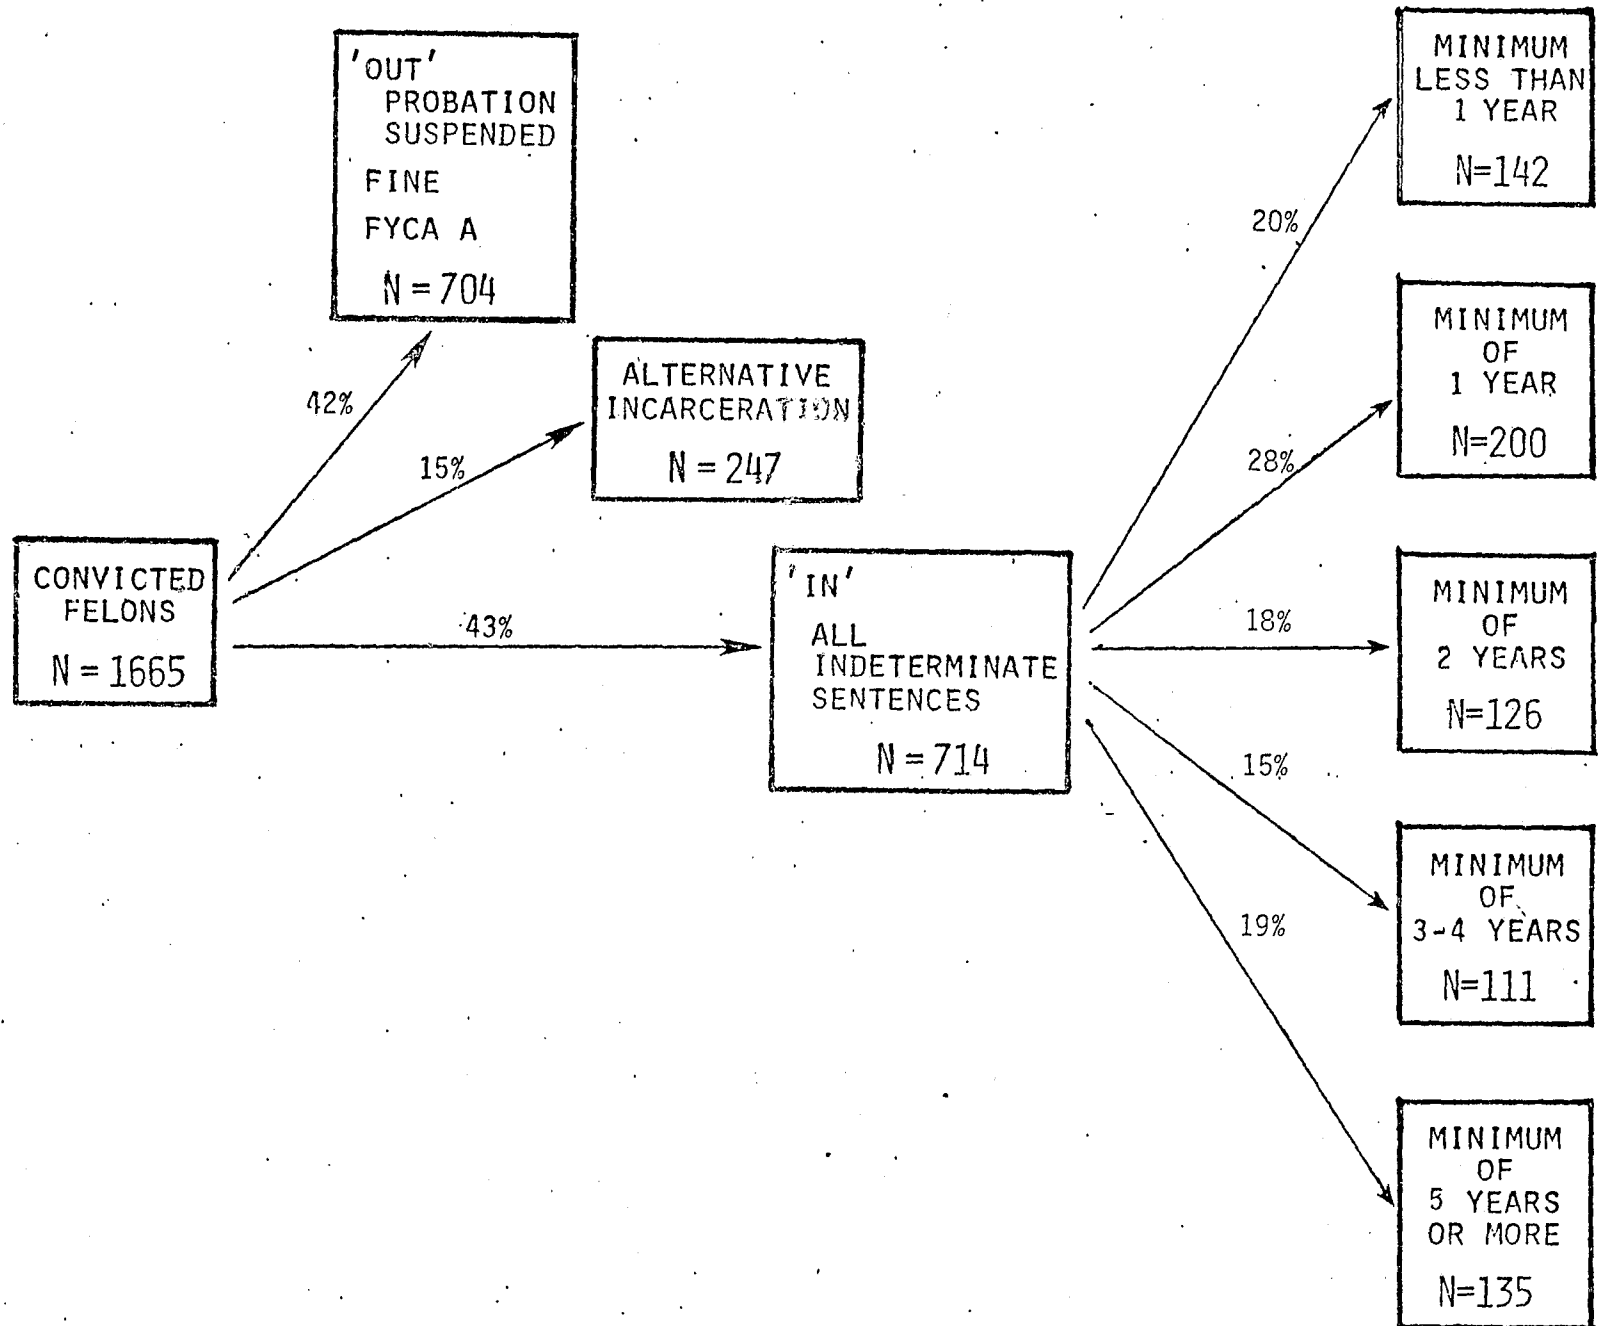 'OUT'
PROBATION
SUSPENDED
FINE
FYCA A
N = 704
42%
ALTERNATIVE
INCARCERATION
N = 247
15%
CONVICTED
FELONS
N = 1665
43%
'IN'
ALL
INDETERMINATE
SENTENCES
N = 714
20%
MINIMUM
LESS THAN
1 YEAR
N=142
28%
MINIMUM
OF
1 YEAR
N=200
18%
MINIMUM
OF
2 YEARS
N=126
15%
MINIMUM
OF
3-4 YEARS
N=111
19%
MINIMUM
OF
5 YEARS
OR MORE
N=135